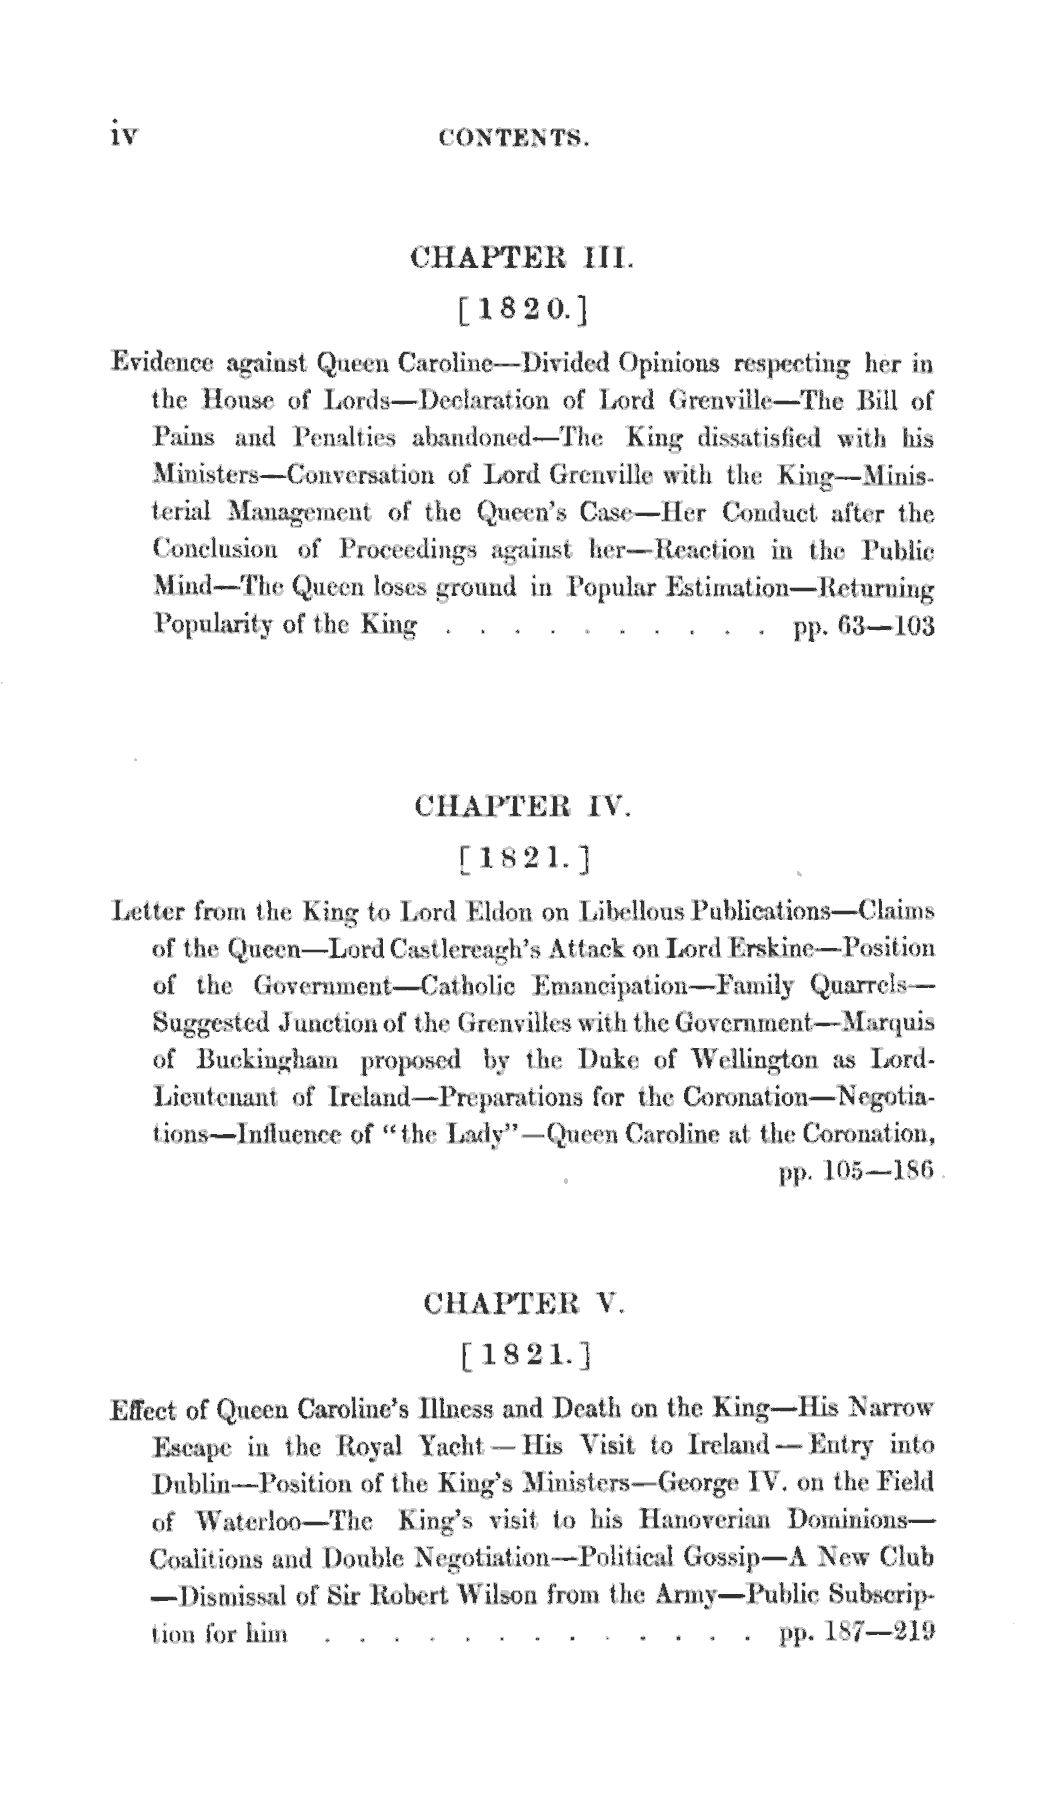 iv CONTENTS.
CHAPTER III.
[1820.]
Evidence against Queen Caroline—Divided Opinions respecting her in
the House of Lords—Declaration of Lord Grenville—The Bill of
Pains and Penalties abandoned—The King dissatisfied with his
Ministers—Conversation of Lord Grenville with the King—Minis-
terial Management of the Queen's Case—Her Conduct after the
Conclusion of Proceedings against her—Reaction in the Public
Mind—The Queen loses ground in Popular Estimation—Returning
Popularity of the King . . . . . . . . . . pp. 63—103
CHAPTER IV.
[1821.]
Letter from the King to Lord Eldon on Libellous Publications—Claims
of the Queen—Lord Castlereagh's Attack on Lord Erskine—Position
of the Government—Catholic Emancipation—Family Quarrels—
Suggested Junction of the Grenvilles with the Government—Marquis
of Buckingham proposed by the Duke of Wellington as Lord-
Lieutenant of Ireland—Preparations for the Coronation—Negotia-
tions—Influence of "the Lady"—Queen Caroline at the Coronation,
pp. 105—186
CHAPTER V.
[1821.]
Effect of Queen Caroline's Illness and Death on the King—His Narrow
Escape in the Royal Yacht—His Visit to Ireland—Entry into
Dublin—Position of the King's Ministers—George IV. on the Field
of Waterloo—The King's visit to his Hanoverian Dominions—
Coalitions and Double Negotiation—Political Gossip—A New Club
—Dismissal of Sir Robert Wilson from the Army—Public Subscrip-
tion for him . . . . . . . . . . . . . pp. 187—219